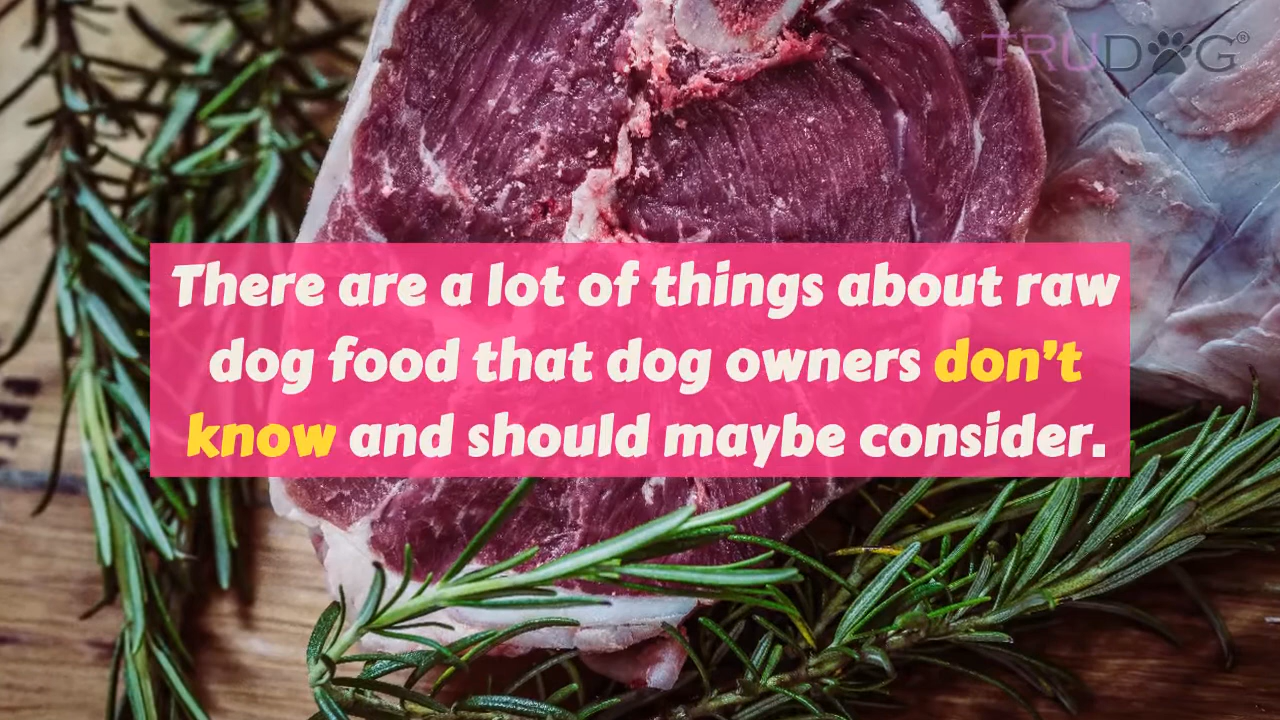 TRUDOG®
There are a lot of things about raw
dog food that dog owners don't
know and should maybe consider.